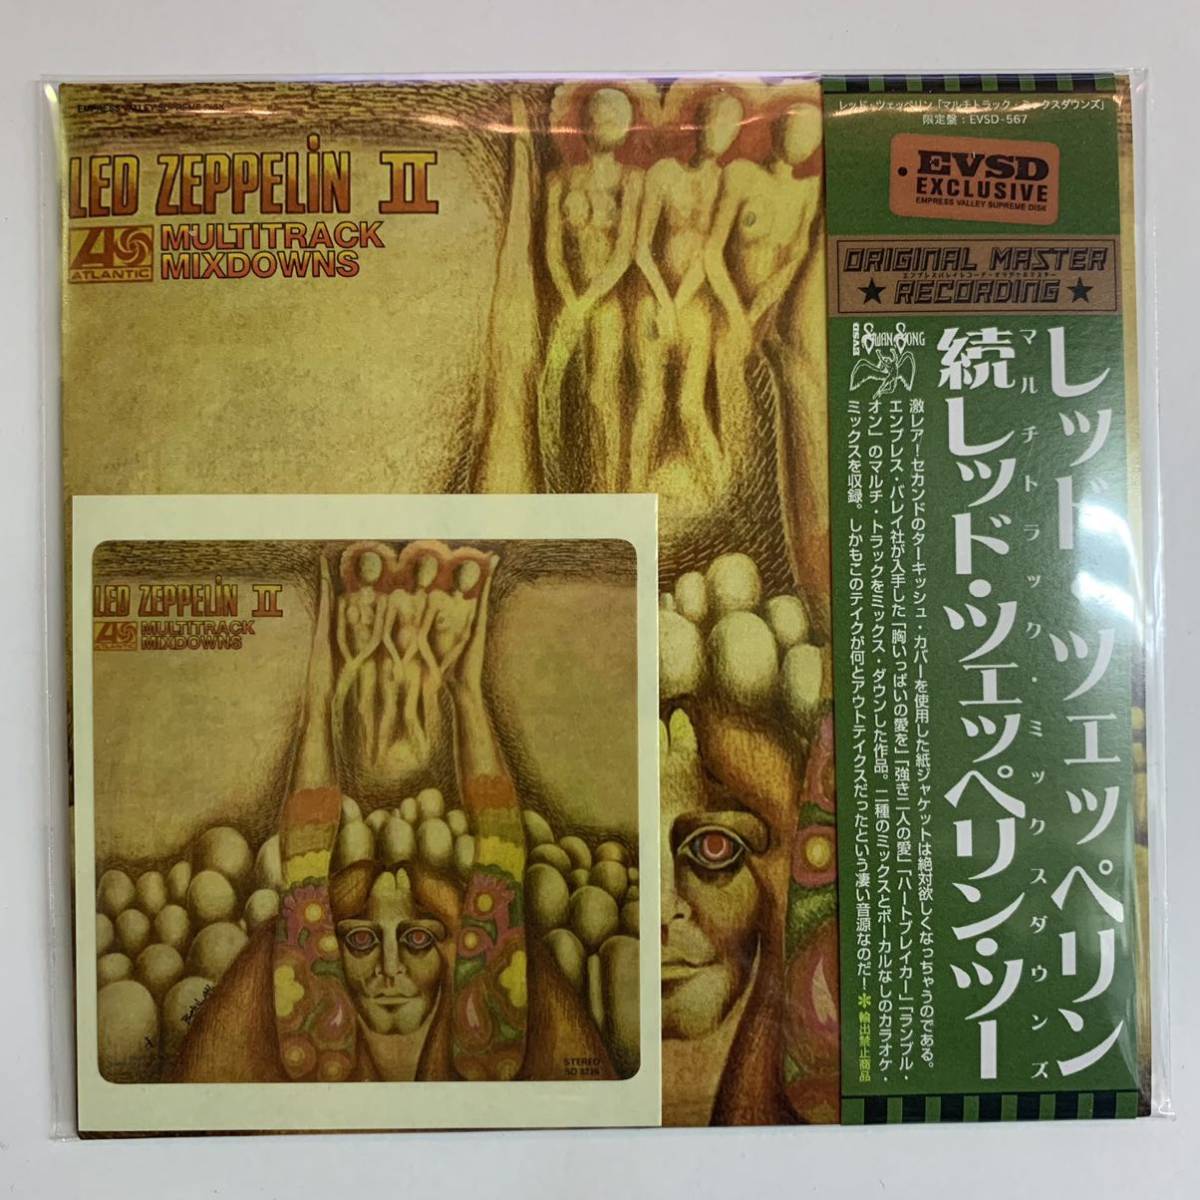 EMPRESS VALLEY SUPREME DISK
LED ZEPPELIN II
ATLANTIC
MULTITRACK
MIXDOWNS
LED ZEPPELIN II
ATLANTIC
MULTITRACK
MIXDOWNS
STEREO
レッド・ツェッペリン「マルチトラック・ミックスダウンズ」
限定盤：EVSD-567
EVSD
EXCLUSIVE
EMPRESS VALLEY SUPREME DISK
ORIGINAL MASTER
RECORDING
レッド・ツェッペリン
マルチトラック・ミックスダウンズ
続レッド・ツェッペリン・ツー
SWAN SONG
EVSD
激レアーセカンドのターキッシュ・カバーを使用した紙ジャケットは絶対欲しくなっちゃうのである。
エンプレス・バレイ社が入手した「胸いっぱいの愛を」「強き二人の愛」「ハートブレイカー」「ランブル・
オン」のマルチ・トラックをミックス・ダウンした作品。二種のミックスとボーカルなしのカラオケ・
ミックスを収録。しかもこのテイクが何とアウトテイクスだったという凄い音源なのだ！✽輸出禁止商品